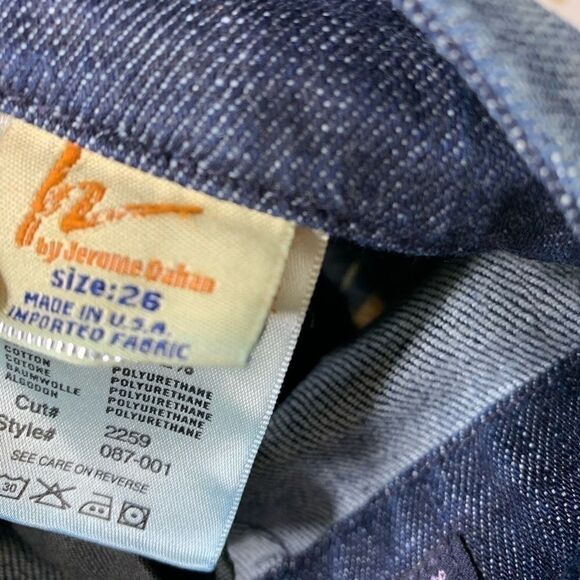 by Jerome Dahan
size:26
MADE IN U.S.A.
IMPORTED FABRIC
COTTON POLYURETHANE
COTONE POLYURETHANE
BAUMWOLLE POLYURETHANE
ALGODON POLYUIRETHANE
Cut# 2259
Style# 087-001
SEE CARE ON REVERSE
30